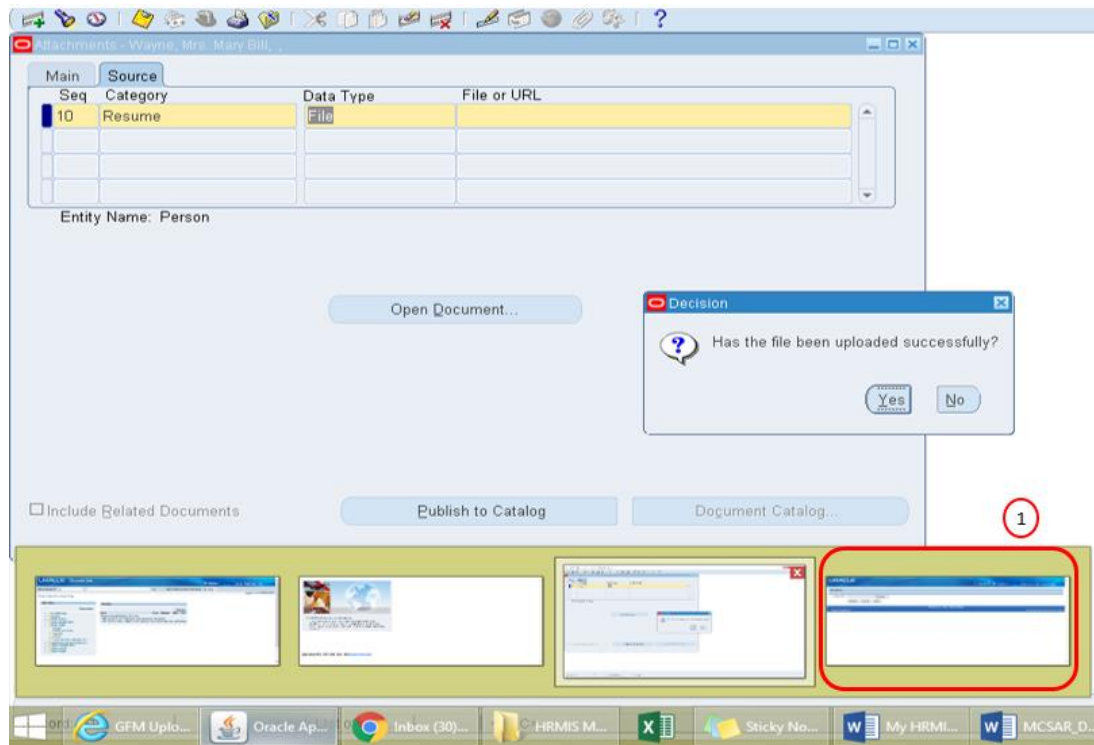 Attachments - Wayne, Mrs. Mary Bill, ,
Main Source
Seq Category Data Type File or URL
10 Resume File
Entity Name: Person
Open Document...
Decision
Has the file been uploaded successfully?
Yes No
Include Related Documents
Publish to Catalog
Document Catalog...
1
ORACLE
GFM Uplo...
Oracle Ap...
Inbox (30)...
HRMIS M...
Sticky No...
My HRMI...
MCSAR_D...